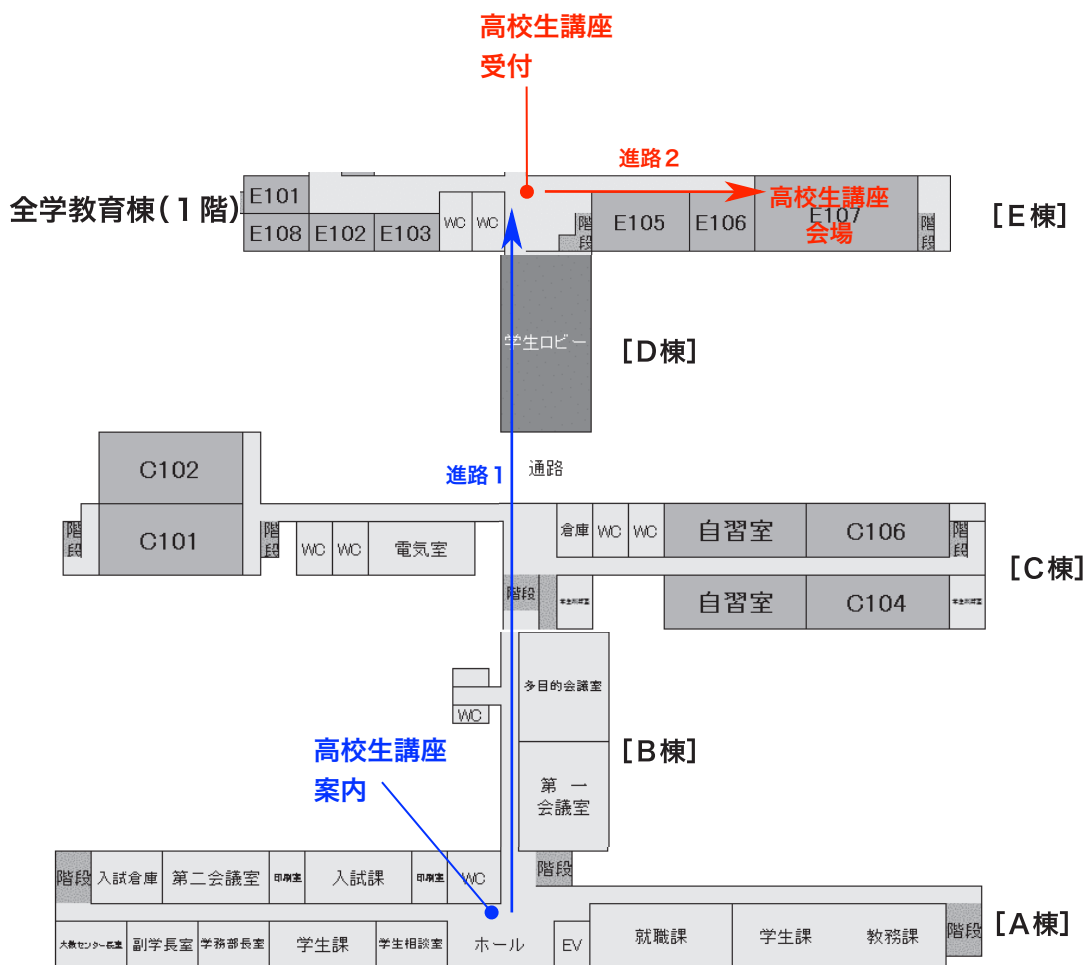 高校生講座
受付
進路2
全学教育棟(1階)
E101
高校生講座
E107
会場
[E棟]
E108
E102
E103
WC
WC
階段
E105
E106
階段
学生ロビー
[D棟]
進路1
通路
C102
階段
C101
階段
WC
WC
電気室
倉庫
WC
WC
自習室
C106
階段
[C棟]
階段
自習室
C104
多目的会議室
WC
高校生講座
案内
[B棟]
第一
会議室
階段
入試倉庫
第二会議室
印刷室
入試課
印刷室
WC
階段
副学長室
学務部長室
学生課
学生相談室
ホール
EV
就職課
学生課
教務課
階段
[A棟]